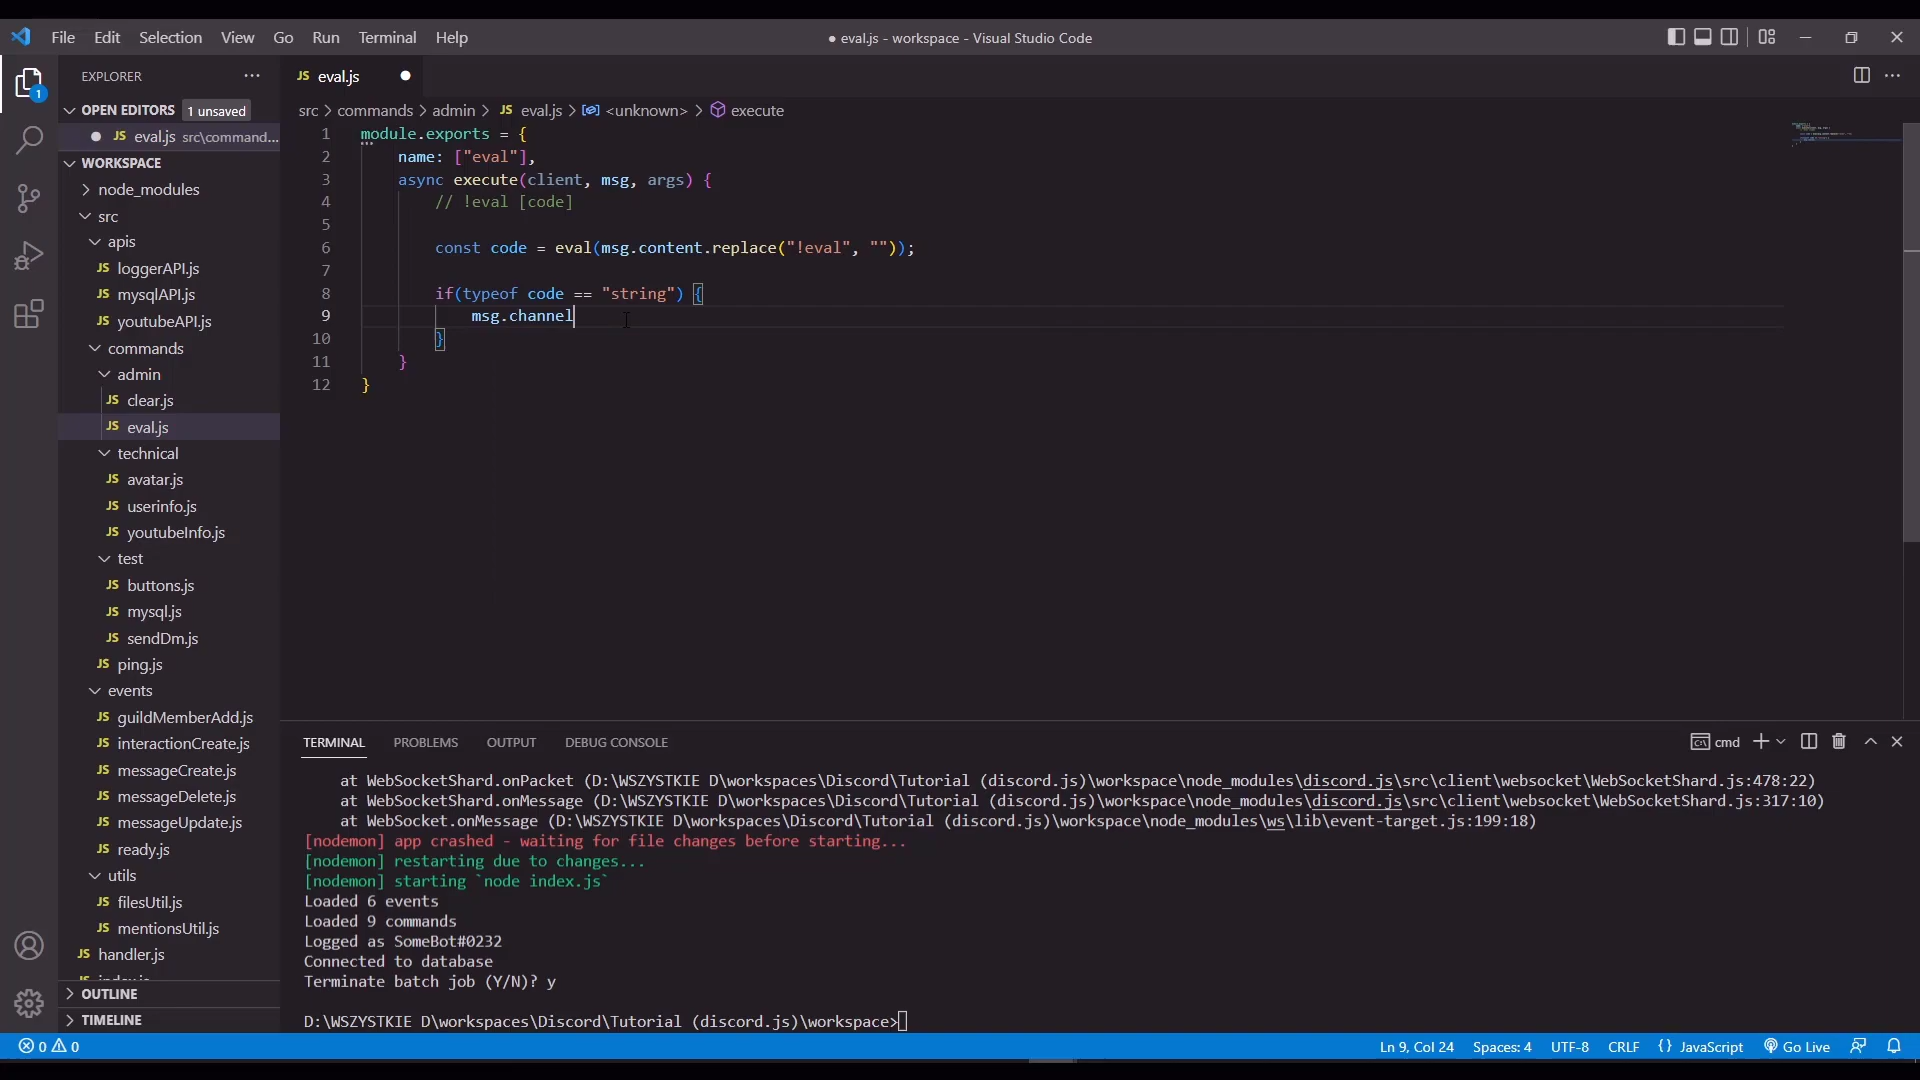 File Edit Selection View Go Run Terminal Help
● eval.js - workspace - Visual Studio Code
EXPLORER
JS eval.js
OPEN EDITORS 1 unsaved
JS eval.js src\command...
src > commands > admin > JS eval.js > <unknown> > execute
WORKSPACE
node_modules
src
apis
JS loggerAPI.js
JS mysqlAPI.js
JS youtubeAPI.js
commands
admin
JS clear.js
JS eval.js
technical
JS avatar.js
JS userinfo.js
JS youtubeInfo.js
test
JS buttons.js
JS mysql.js
JS sendDm.js
JS ping.js
events
JS guildMemberAdd.js
JS interactionCreate.js
JS messageCreate.js
JS messageDelete.js
JS messageUpdate.js
JS ready.js
utils
JS filesUtil.js
JS mentionsUtil.js
JS handler.js
OUTLINE
TIMELINE
1 module.exports = {
2 name: ["eval"],
3 async execute(client, msg, args) {
4 // !eval [code]
5
6 const code = eval(msg.content.replace("!eval", ""));
7
8 if(typeof code == "string") {
9 msg.channel
10 }
11 }
12 }
TERMINAL PROBLEMS OUTPUT DEBUG CONSOLE
cmd
at WebSocketShard.onPacket (D:\WSZYSTKIE D\workspaces\Discord\Tutorial (discord.js)\workspace\node_modules\discord.js\src\client\websocket\WebSocketShard.js:478:22)
at WebSocketShard.onMessage (D:\WSZYSTKIE D\workspaces\Discord\Tutorial (discord.js)\workspace\node_modules\discord.js\src\client\websocket\WebSocketShard.js:317:10)
at WebSocket.onMessage (D:\WSZYSTKIE D\workspaces\Discord\Tutorial (discord.js)\workspace\node_modules\ws\lib\event-target.js:199:18)
[nodemon] app crashed - waiting for file changes before starting...
[nodemon] restarting due to changes...
[nodemon] starting `node index.js`
Loaded 6 events
Loaded 9 commands
Logged as SomeBot#0232
Connected to database
Terminate batch job (Y/N)? y
D:\WSZYSTKIE D\workspaces\Discord\Tutorial (discord.js)\workspace>
0 0
Ln 9, Col 24 Spaces: 4 UTF-8 CRLF {} JavaScript Go Live